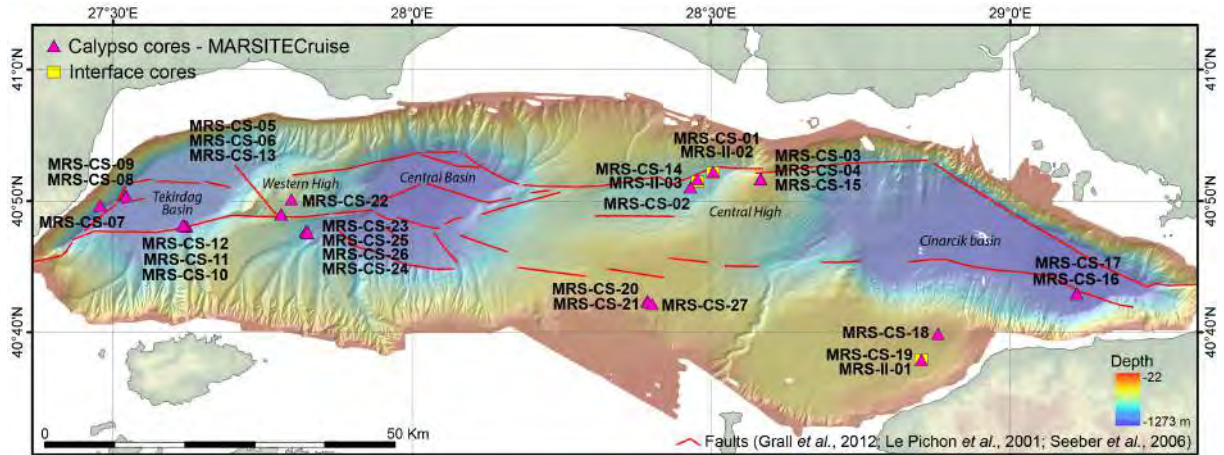 27°30'E
28°0'E
28°30'E
29°0'E
Calypso cores - MARSITECruise
Interface cores
41°0'N
41°0'N
MRS-CS-05
MRS-CS-06
MRS-CS-13
MRS-CS-09
MRS-CS-08
MRS-CS-07
Tekirdag
Basin
Western High
MRS-CS-22
Central Basin
MRS-CS-01
MRS-II-02
MRS-CS-14
MRS-II-03
MRS-CS-02
MRS-CS-03
MRS-CS-04
MRS-CS-15
Central High
40°50'N
40°50'N
MRS-CS-12
MRS-CS-11
MRS-CS-10
MRS-CS-23
MRS-CS-25
MRS-CS-26
MRS-CS-24
Cinarcik basin
MRS-CS-17
MRS-CS-16
MRS-CS-20
MRS-CS-21
MRS-CS-27
MRS-CS-18
MRS-CS-19
MRS-II-01
40°40'N
40°40'N
Depth
-22
-1273 m
0
50 Km
Faults (Grall et al., 2012; Le Pichon et al., 2001; Seeber et al., 2006)